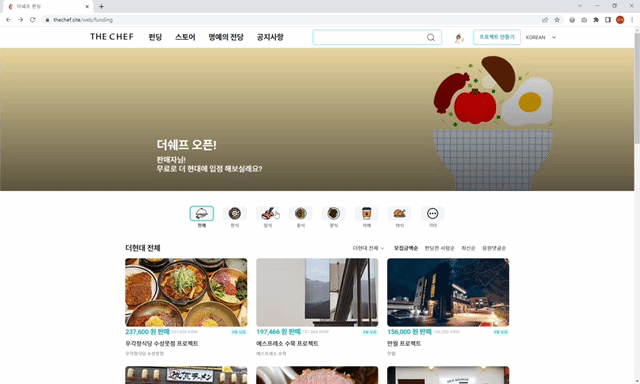 더쉐프 펀딩
thechef.site/web/funding
THE CHEF 펀딩 스토어 명예의 전당 공지사항
프로젝트 만들기 KOREAN
더쉐프 오픈!
판매자님!
무료로 더 현대에 입점 해보실래요?
전체 한식 일식 중식 양식 카페 야식 기타
더현대 전체
더현대 전체 모집금액순 펀딩한 사람순 최신순 응원댓글순
237,600 원 판매
우각정식당 수성못점 프로젝트
우각정식당 수성못점
197,466 원 판매
에스프레소 수목 프로젝트
에스프레소 수목
156,000 원 판매
만월 프로젝트
만월